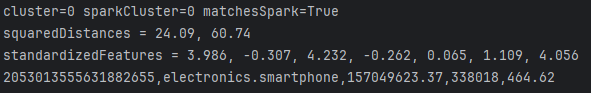 cluster=0 sparkCluster=0 matchesSpark=True
squaredDistances = 24.09, 60.74
standardizedFeatures = 3.986, -0.307, 4.232, -0.262, 0.065, 1.109, 4.056
2053013555631882655,electronics.smartphone,157049623.37,338018,464.62